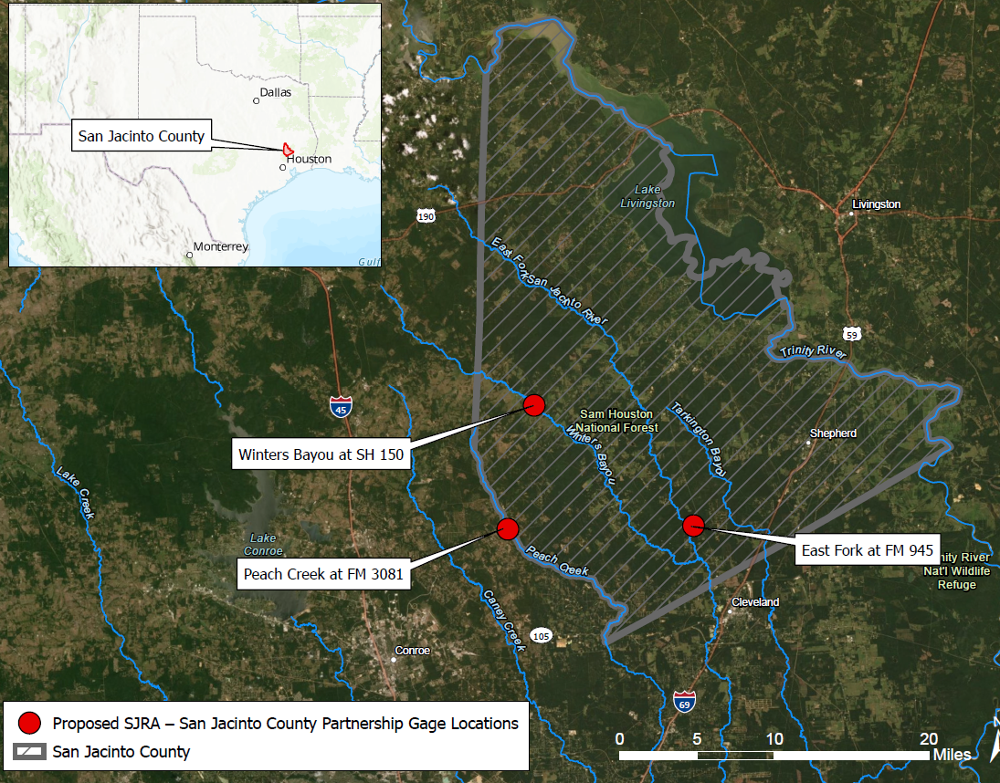 Dallas
San Jacinto County
Houston
Monterrey
Gulf
190
Lake
Livingston
Livingston
East Fork San Jacinto River
59
Trinity River
45
Sam Houston
National Forest
Tarkington Bayou
Shepherd
Winters Bayou at SH 150
Winters Bayou
Lake Creek
Lake
Conroe
Peach Creek
East Fork at FM 945
Peach Creek at FM 3081
nity River
Nat'l Wildlife
Refuge
Caney Creek
Cleveland
105
Conroe
69
Proposed SJRA – San Jacinto County Partnership Gage Locations
San Jacinto County
0 5 10 20
Miles
N